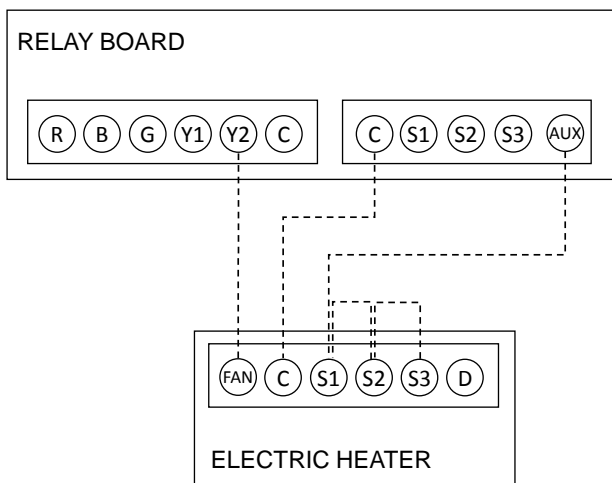 RELAY BOARD
R B G Y1 Y2 C C S1 S2 S3 AUX
FAN C S1 S2 S3 D
ELECTRIC HEATER